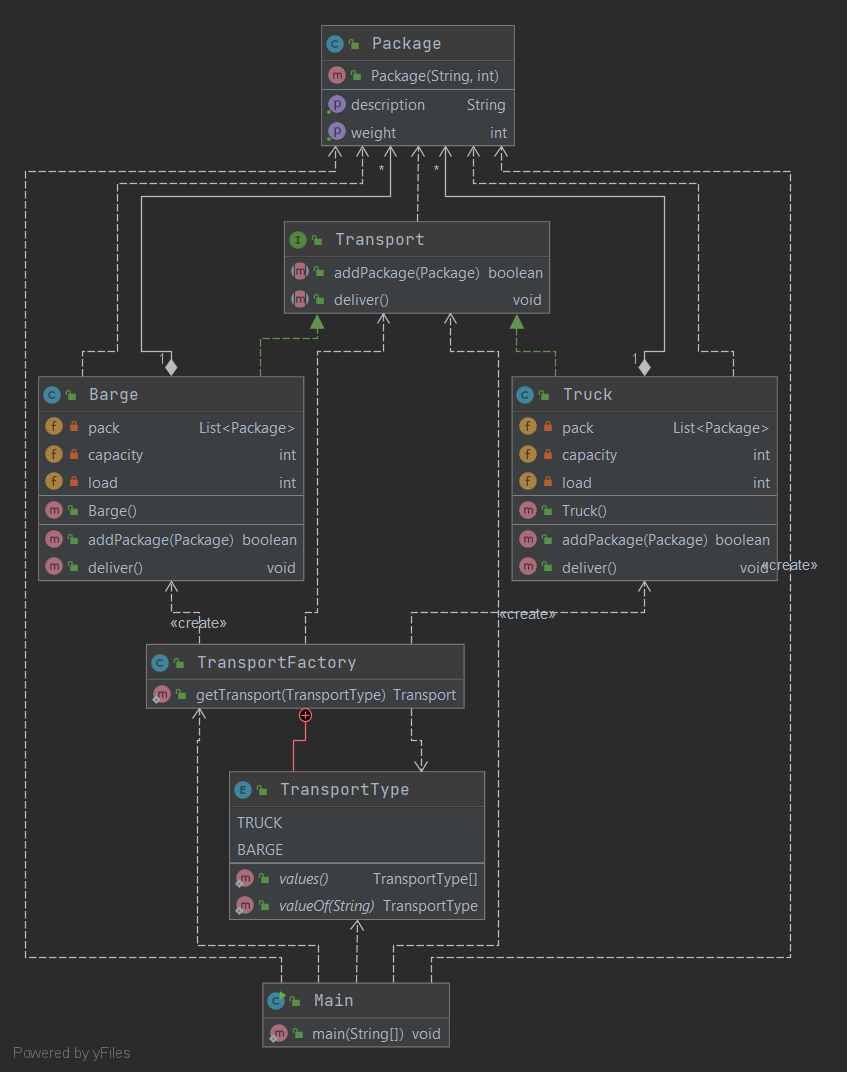 Package
Package(String, int)
description String
weight int
* *
Transport
addPackage(Package) boolean
deliver() void
1 1
Barge
pack List<Package>
capacity int
load int
Barge()
addPackage(Package) boolean
deliver() void
Truck
pack List<Package>
capacity int
load int
Truck()
addPackage(Package) boolean
deliver() void
«create»
«create»
«create»
TransportFactory
getTransport(TransportType) Transport
TransportType
TRUCK
BARGE
values() TransportType[]
valueOf(String) TransportType
Main
main(String[]) void
Powered by yFiles